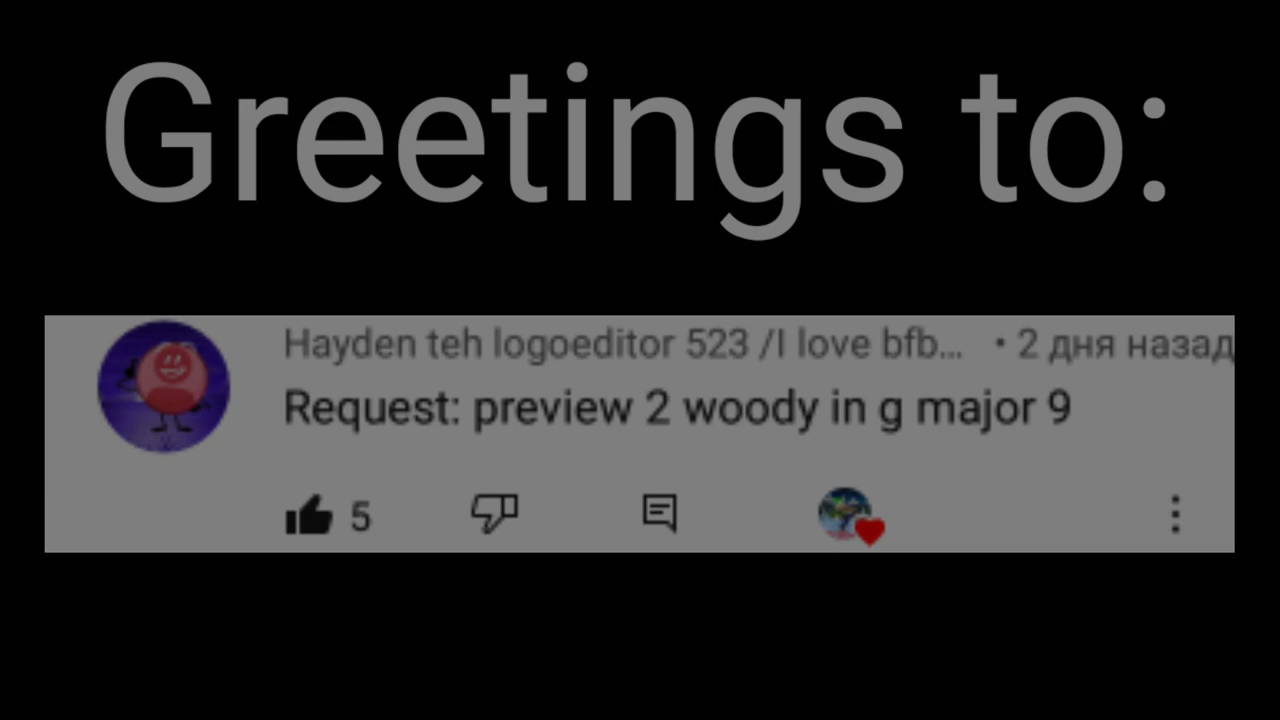 Greetings to:
Hayden teh logoeditor 523 /I love bfb... • 2 дня назад
Request: preview 2 woody in g major 9
5